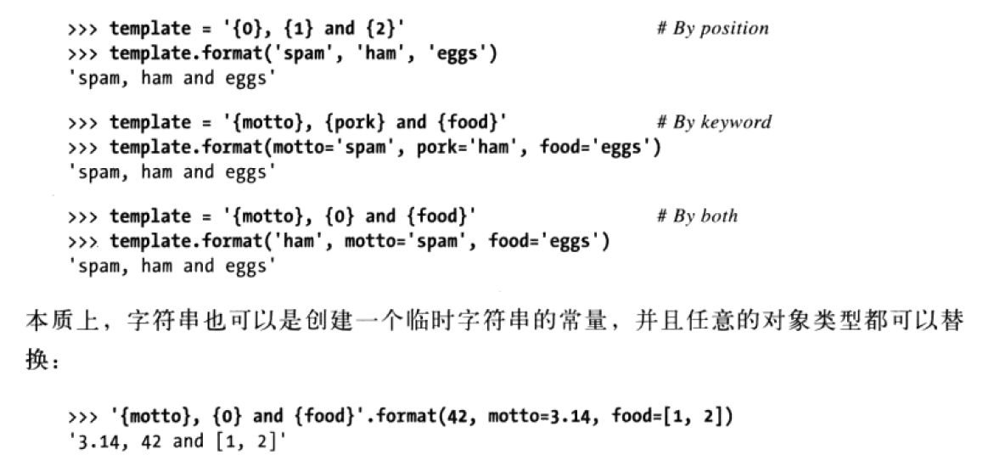 >>> template = '{0}, {1} and {2}' # By position
>>> template.format('spam', 'ham', 'eggs')
'spam, ham and eggs'
>>> template = '{motto}, {pork} and {food}' # By keyword
>>> template.format(motto='spam', pork='ham', food='eggs')
'spam, ham and eggs'
>>> template = '{motto}, {0} and {food}' # By both
>>> template.format('ham', motto='spam', food='eggs')
'spam, ham and eggs'
本质上，字符串也可以是创建一个临时字符串的常量，并且任意的对象类型都可以替
换：
>>> '{motto}, {0} and {food}'.format(42, motto=3.14, food=[1, 2])
'3.14, 42 and [1, 2]'